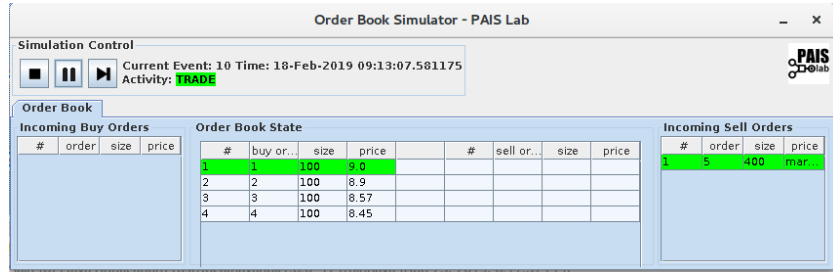 Order Book Simulator - PAIS Lab
Simulation Control
Current Event: 10 Time: 18-Feb-2019 09:13:07.581175
Activity: TRADE
PAIS
lab
Order Book
Incoming Buy Orders
# order size price
Order Book State
# buy or... size price # sell or... size price
1 1 100 9.0
2 2 100 8.9
3 3 100 8.57
4 4 100 8.45
Incoming Sell Orders
# order size price
1 5 400 mar...